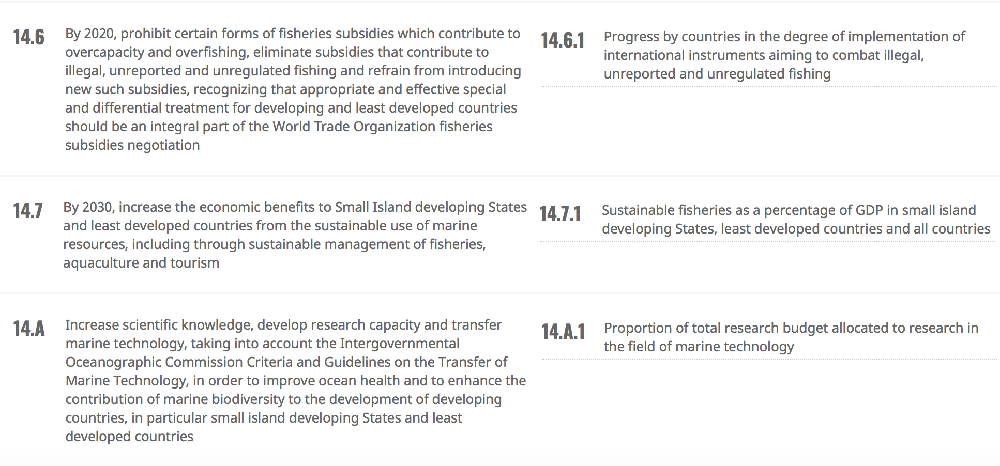 14.6
By 2020, prohibit certain forms of fisheries subsidies which contribute to
overcapacity and overfishing, eliminate subsidies that contribute to
illegal, unreported and unregulated fishing and refrain from introducing
new such subsidies, recognizing that appropriate and effective special
and differential treatment for developing and least developed countries
should be an integral part of the World Trade Organization fisheries
subsidies negotiation
14.6.1
Progress by countries in the degree of implementation of
international instruments aiming to combat illegal,
unreported and unregulated fishing
14.7
By 2030, increase the economic benefits to Small Island developing States
and least developed countries from the sustainable use of marine
resources, including through sustainable management of fisheries,
aquaculture and tourism
14.7.1
Sustainable fisheries as a percentage of GDP in small island
developing States, least developed countries and all countries
14.A
Increase scientific knowledge, develop research capacity and transfer
marine technology, taking into account the Intergovernmental
Oceanographic Commission Criteria and Guidelines on the Transfer of
Marine Technology, in order to improve ocean health and to enhance the
contribution of marine biodiversity to the development of developing
countries, in particular small island developing States and least
developed countries
14.A.1
Proportion of total research budget allocated to research in
the field of marine technology